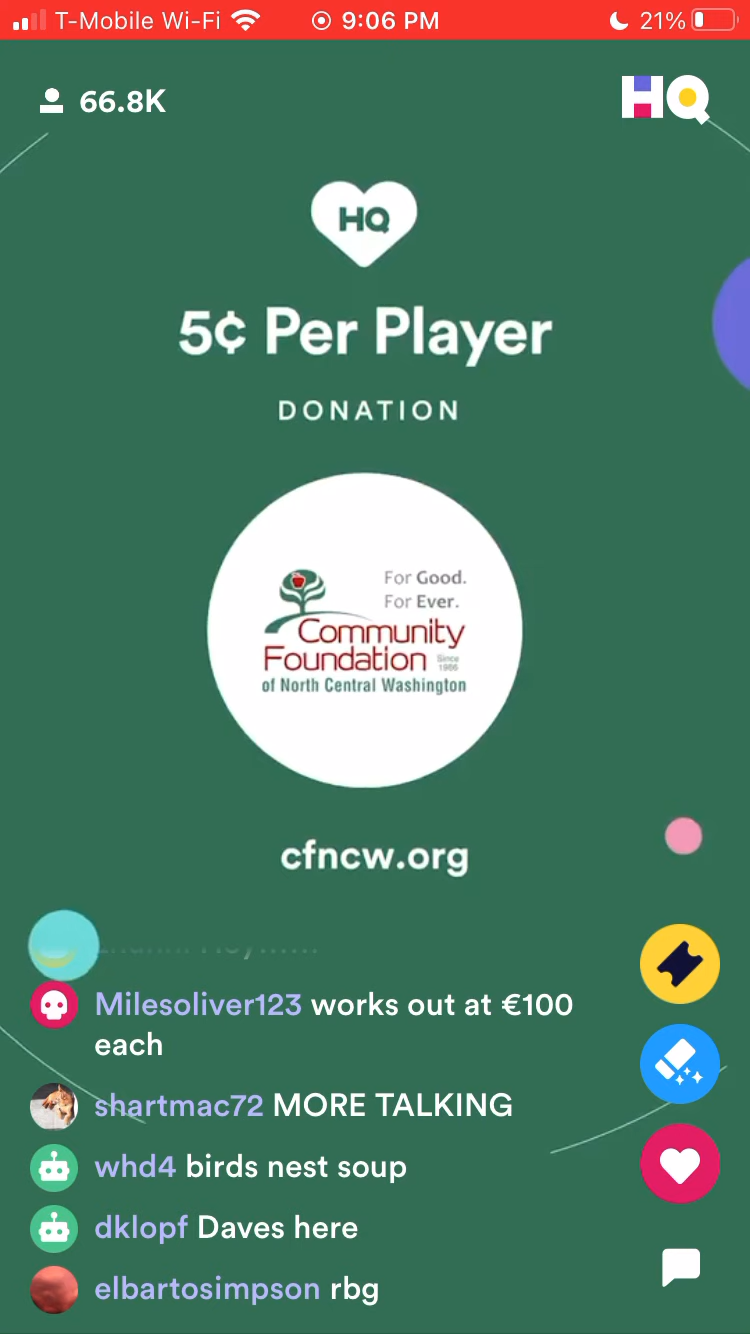 T-Mobile Wi-Fi 9:06 PM 21%
66.8K HQ
HQ
5¢ Per Player
DONATION
For Good.
For Ever.
Community
Foundation Since 1986
of North Central Washington
cfncw.org
Milesoliver123 works out at €100
each
shartmac72 MORE TALKING
whd4 birds nest soup
dklopf Daves here
elbartosimpson rbg